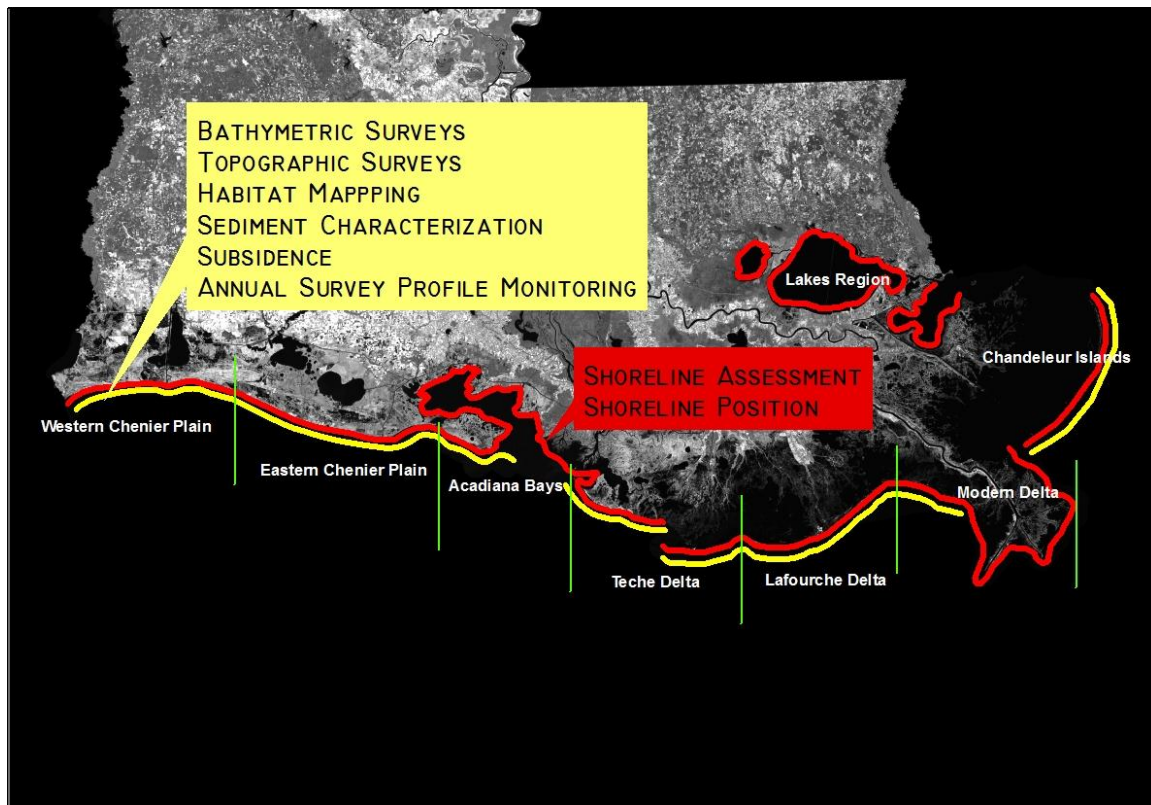 BATHYMETRIC SURVEYS
TOPOGRAPHIC SURVEYS
HABITAT MAPPPING
SEDIMENT CHARACTERIZATION
SUBSIDENCE
ANNUAL SURVEY PROFILE MONITORING
Lakes Region
Chandeleur Islands
SHORELINE ASSESSMENT
SHORELINE POSITION
Western Chenier Plain
Eastern Chenier Plain
Acadiana Bays
Modern Delta
Teche Delta
Lafourche Delta